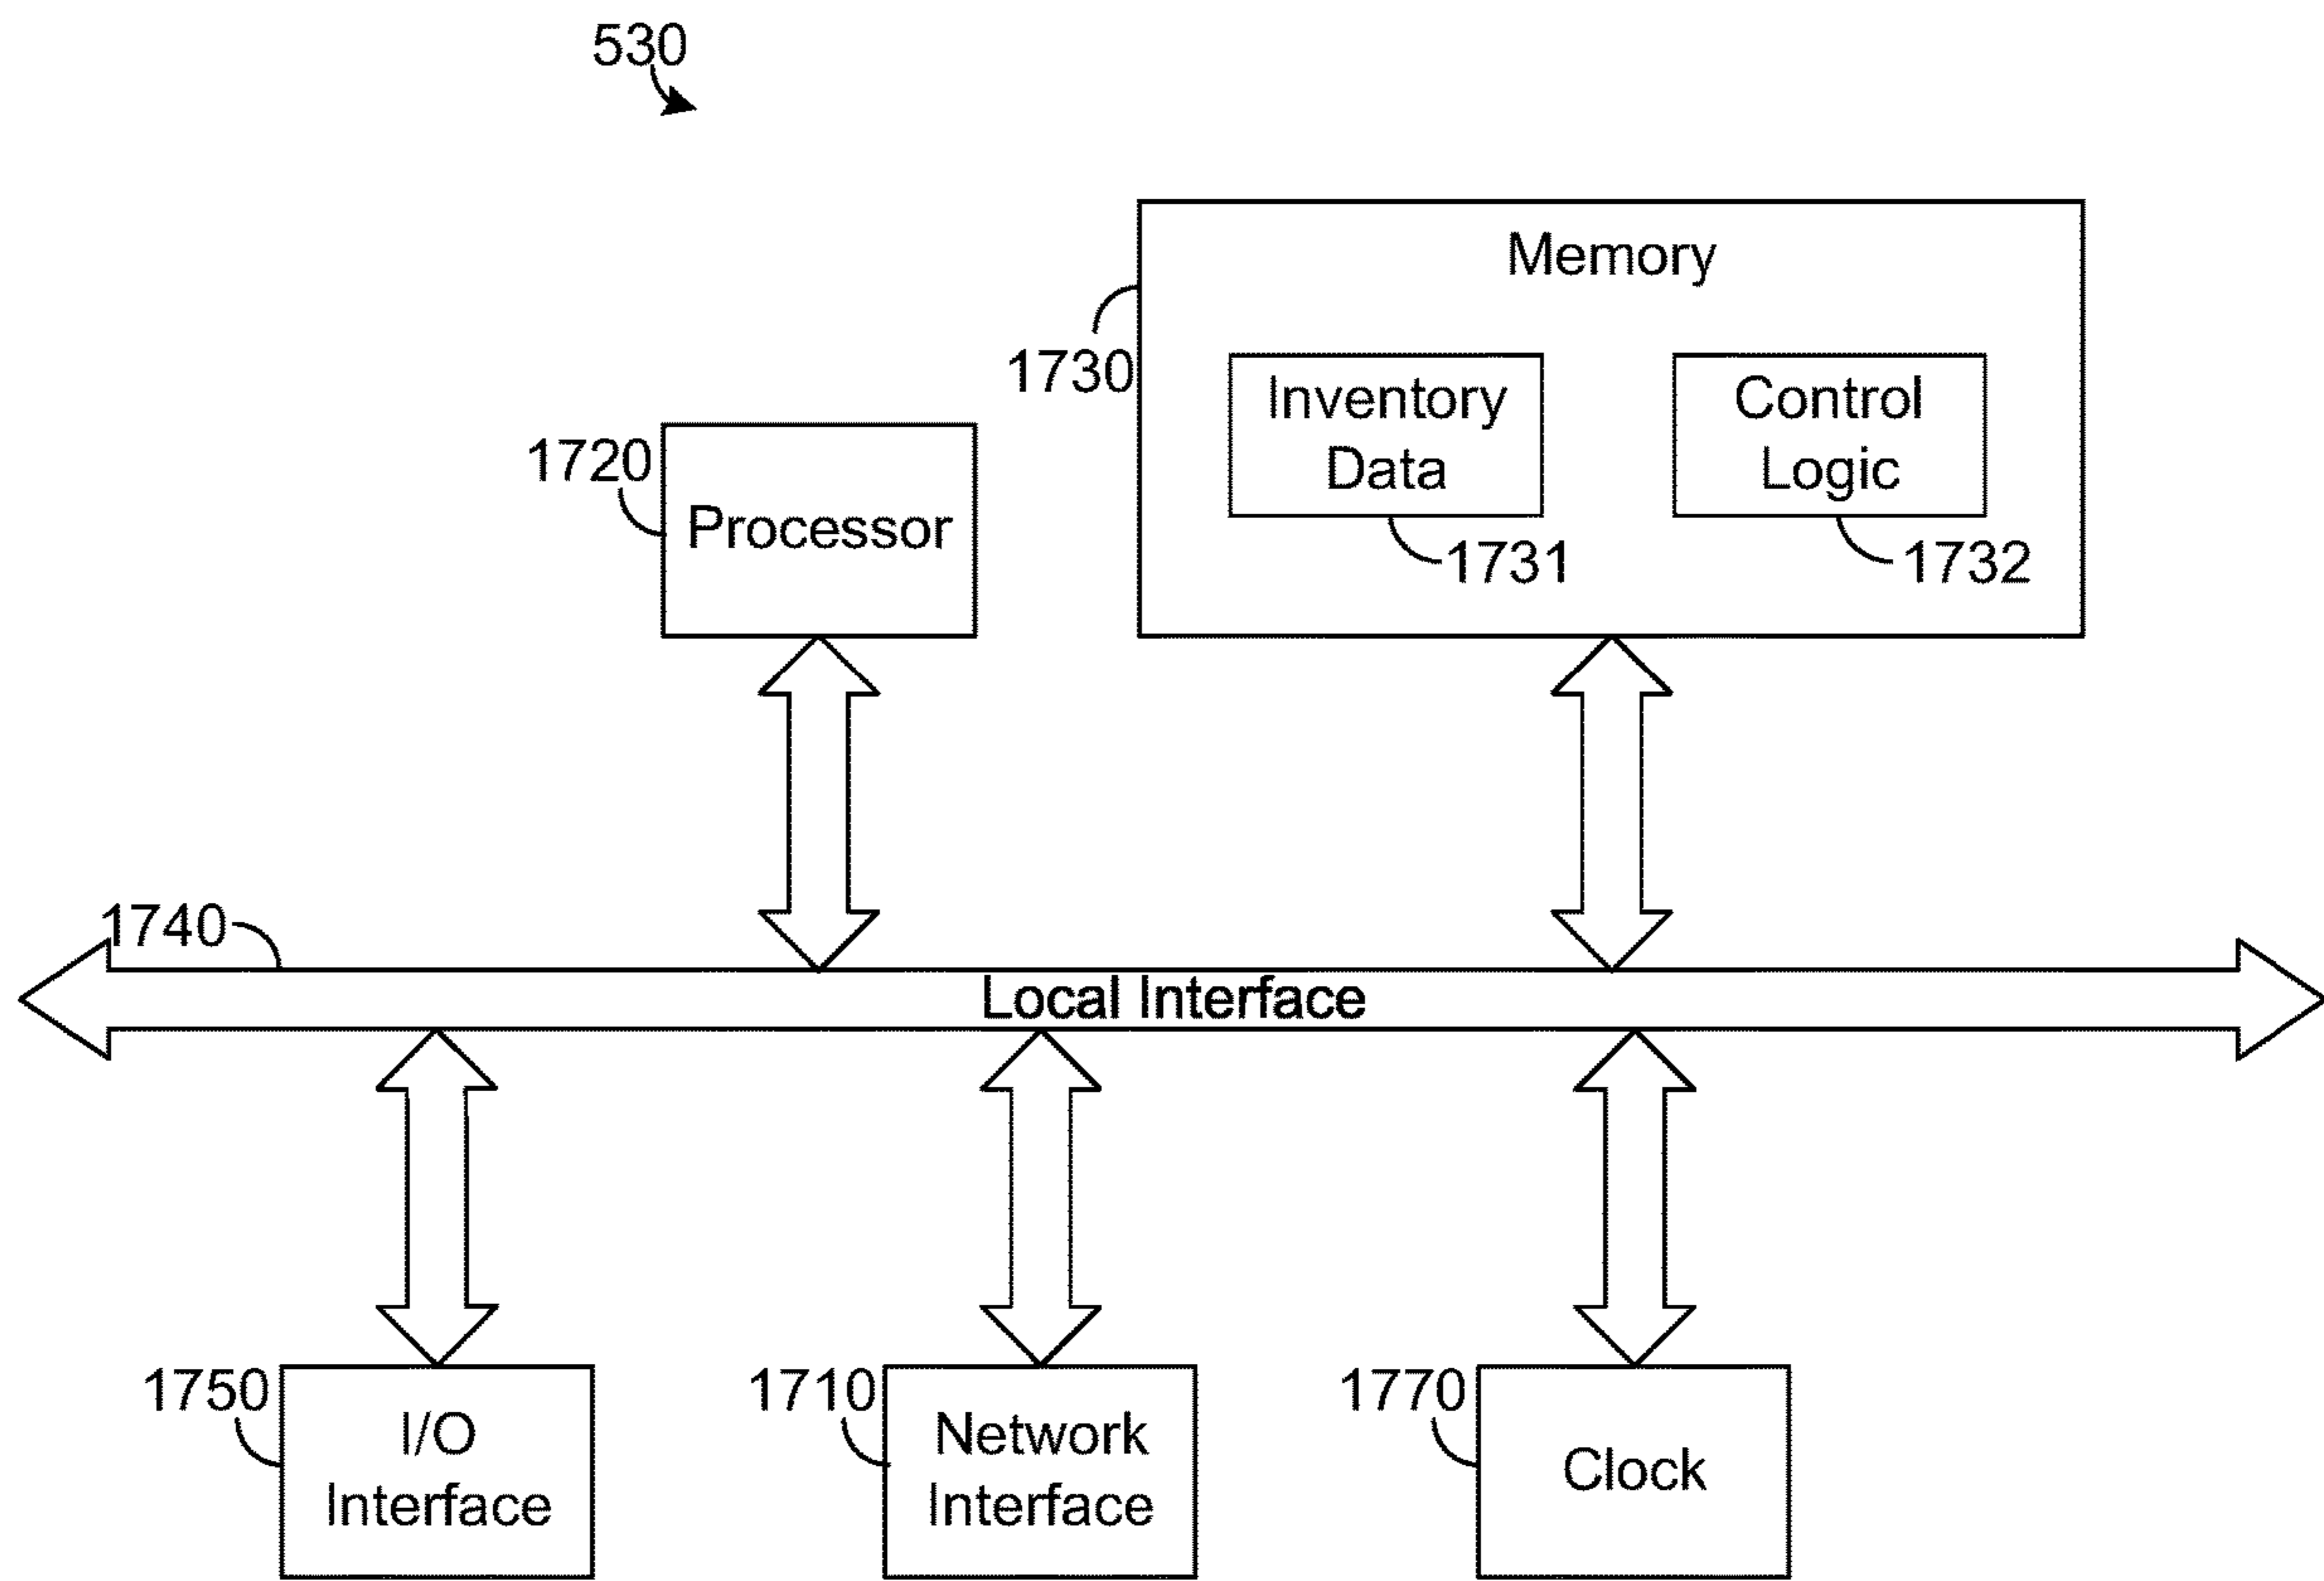 530
Memory
1730
Inventory
Data
Control
Logic
1731
1732
1720
Processor
1740
Local Interface
1750
I/O
Interface
1710
Network
Interface
1770
Clock